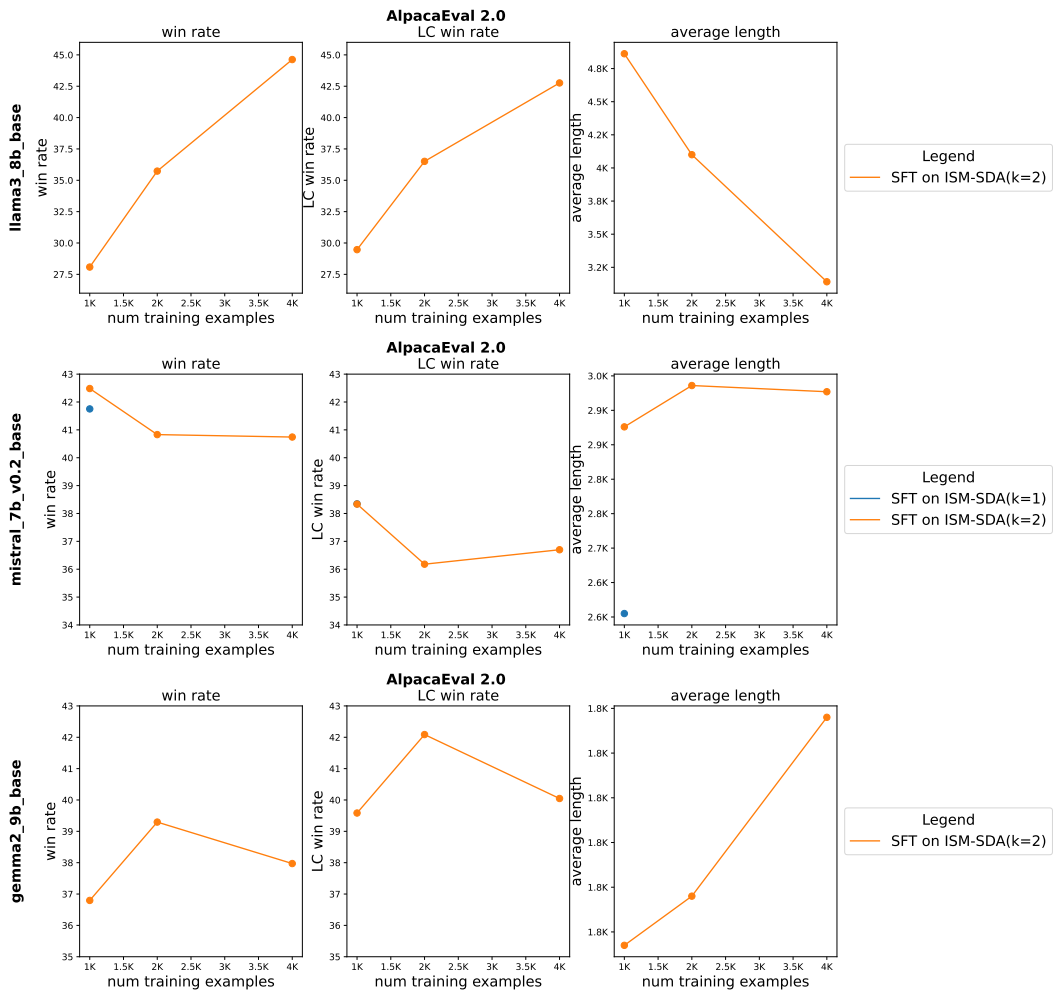 AlpacaEval 2.0
win rate
LC win rate
average length
llama3_8b_base
win rate
45.0
42.5
40.0
37.5
35.0
32.5
30.0
27.5
1K 1.5K 2K 2.5K 3K 3.5K 4K
num training examples
LC win rate
45.0
42.5
40.0
37.5
35.0
32.5
30.0
27.5
1K 1.5K 2K 2.5K 3K 3.5K 4K
num training examples
average length
4.8K
4.5K
4.2K
4K
3.8K
3.5K
3.2K
1K 1.5K 2K 2.5K 3K 3.5K 4K
num training examples
Legend
SFT on ISM-SDA(k=2)
AlpacaEval 2.0
win rate
LC win rate
average length
mistral_7b_v0.2_base
win rate
43
42
41
40
39
38
37
36
35
34
1K 1.5K 2K 2.5K 3K 3.5K 4K
num training examples
LC win rate
43
42
41
40
39
38
37
36
35
34
1K 1.5K 2K 2.5K 3K 3.5K 4K
num training examples
average length
3.0K
2.9K
2.9K
2.8K
2.8K
2.7K
2.6K
2.6K
1K 1.5K 2K 2.5K 3K 3.5K 4K
num training examples
Legend
SFT on ISM-SDA(k=1)
SFT on ISM-SDA(k=2)
AlpacaEval 2.0
win rate
LC win rate
average length
gemma2_9b_base
win rate
43
42
41
40
39
38
37
36
35
1K 1.5K 2K 2.5K 3K 3.5K 4K
num training examples
LC win rate
43
42
41
40
39
38
37
36
35
1K 1.5K 2K 2.5K 3K 3.5K 4K
num training examples
average length
1.8K
1.8K
1.8K
1.8K
1.8K
1.8K
1K 1.5K 2K 2.5K 3K 3.5K 4K
num training examples
Legend
SFT on ISM-SDA(k=2)